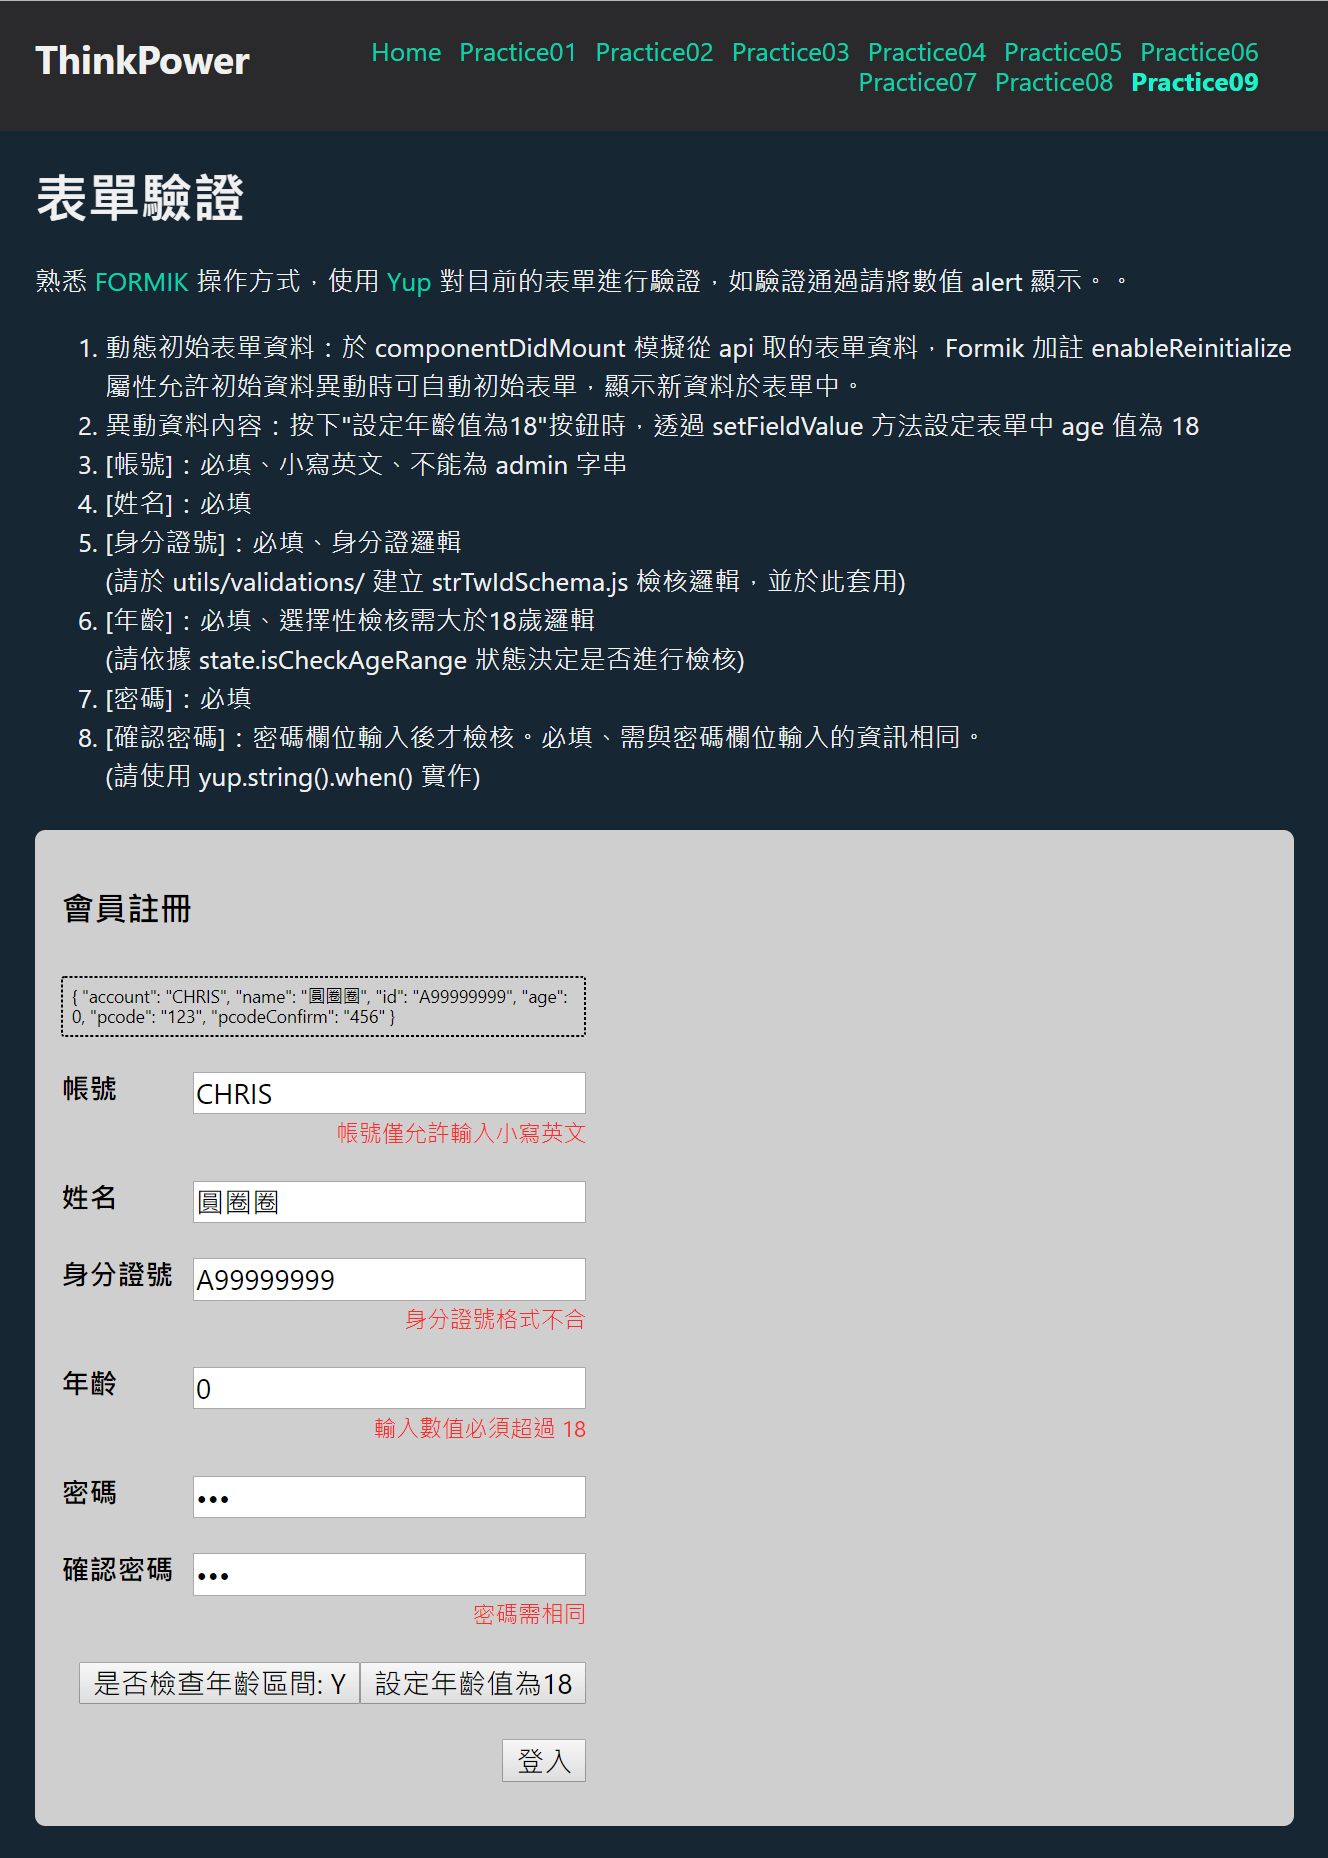 ThinkPower
Home Practice01 Practice02 Practice03 Practice04 Practice05 Practice06
Practice07 Practice08 Practice09
表單驗證
熟悉 FORMIK 操作方式，使用 Yup 對目前的表單進行驗證，如驗證通過請將數值 alert 顯示。。
1. 動態初始表單資料：於 componentDidMount 模擬從 api 取的表單資料，Formik 加註 enableReinitialize
屬性允許初始資料異動時可自動初始表單，顯示新資料於表單中。
2. 異動資料內容：按下"設定年齡值為18"按鈕時，透過 setFieldValue 方法設定表單中 age 值為 18
3. [帳號]：必填、小寫英文、不能為 admin 字串
4. [姓名]：必填
5. [身分證號]：必填、身分證邏輯
(請於 utils/validations/ 建立 strTwIdSchema.js 檢核邏輯，並於此套用)
6. [年齡]：必填、選擇性檢核需大於18歲邏輯
(請依據 state.isCheckAgeRange 狀態決定是否進行檢核)
7. [密碼]：必填
8. [確認密碼]：密碼欄位輸入後才檢核。必填、需與密碼欄位輸入的資訊相同。
(請使用 yup.string().when() 實作)
會員註冊
{ "account": "CHRIS", "name": "圓圈圈", "id": "A99999999", "age":
0, "pcode": "123", "pcodeConfirm": "456" }
帳號 CHRIS
帳號僅允許輸入小寫英文
姓名 圓圈圈
身分證號 A99999999
身分證號格式不合
年齡 0
輸入數值必須超過 18
密碼 •••
確認密碼 •••
密碼需相同
是否檢查年齡區間: Y 設定年齡值為18
登入